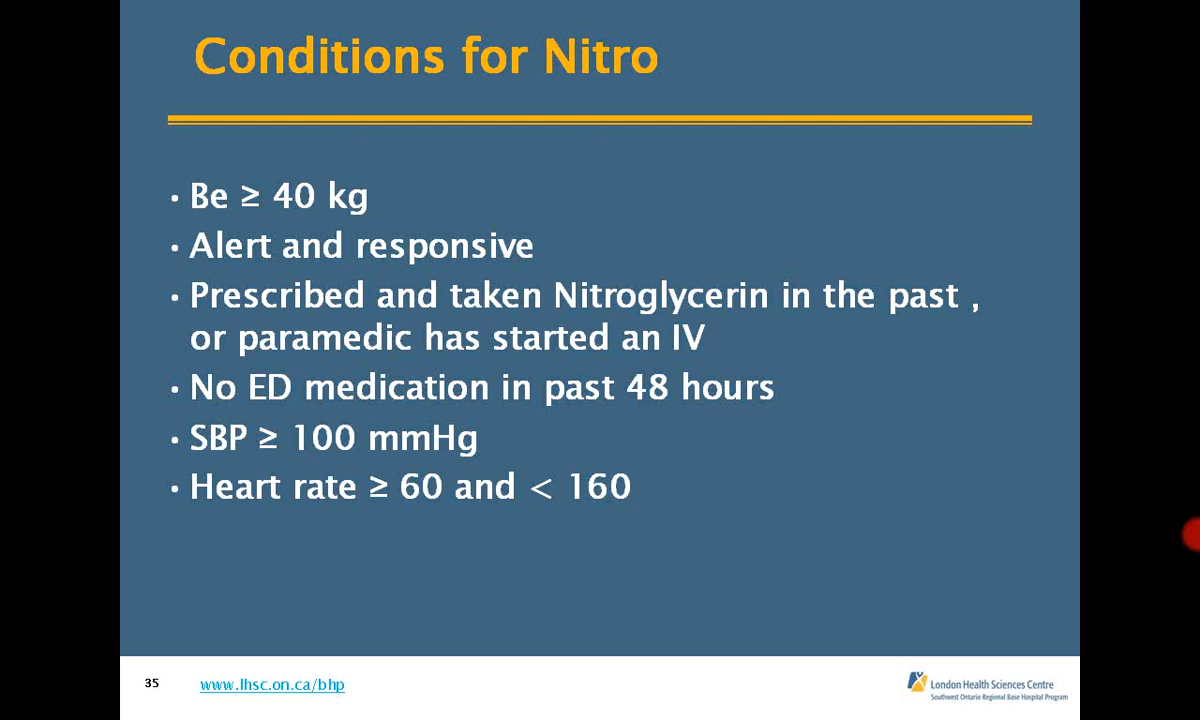 Conditions for Nitro
• Be ≥ 40 kg
• Alert and responsive
• Prescribed and taken Nitroglycerin in the past ,
or paramedic has started an IV
• No ED medication in past 48 hours
• SBP ≥ 100 mmHg
• Heart rate ≥ 60 and < 160
35
www.lhsc.on.ca/bhp
London Health Sciences Centre
Southwest Ontario Regional Base Hospital Program